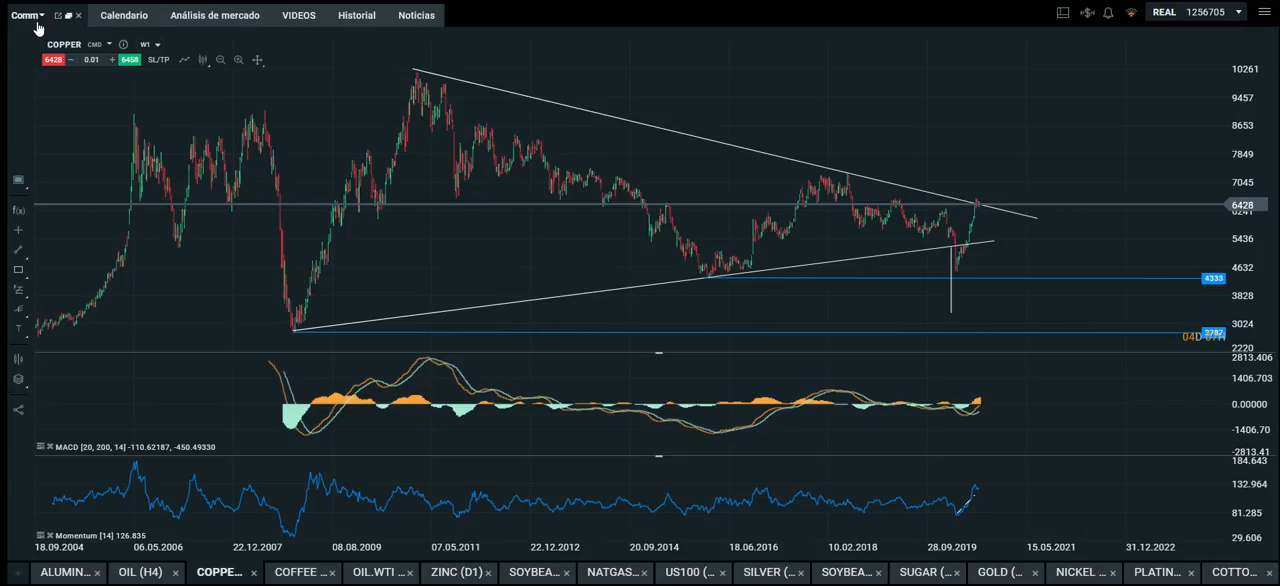 Comm
Calendario Análisis de mercado VIDEOS Historial Noticias
REAL 1256705
COPPER CMD W1
6428 0.01 6458 SL/TP
10261
9457
8653
7849
7045
6428
6241
5436
4632
4333
3828
3024
2787
2220
2813.406
1406.703
0.00000
-1406.70
-2813.41
MACD [20, 200, 14] -110.62187, -450.49330
184.643
132.964
81.285
29.606
Momentum [14] 126.835
18.09.2004 06.05.2006 22.12.2007 08.08.2009 07.05.2011 22.12.2012 20.09.2014 18.06.2016 10.02.2018 28.09.2019 15.05.2021 31.12.2022
ALUMIN... OIL (H4) COPPE... COFFEE ... OIL.WTI ... ZINC (D1) SOYBEA... NATGAS... US100 (... SILVER (... SOYBEA... SUGAR (... GOLD (... NICKEL ... PLATIN... COTTO...